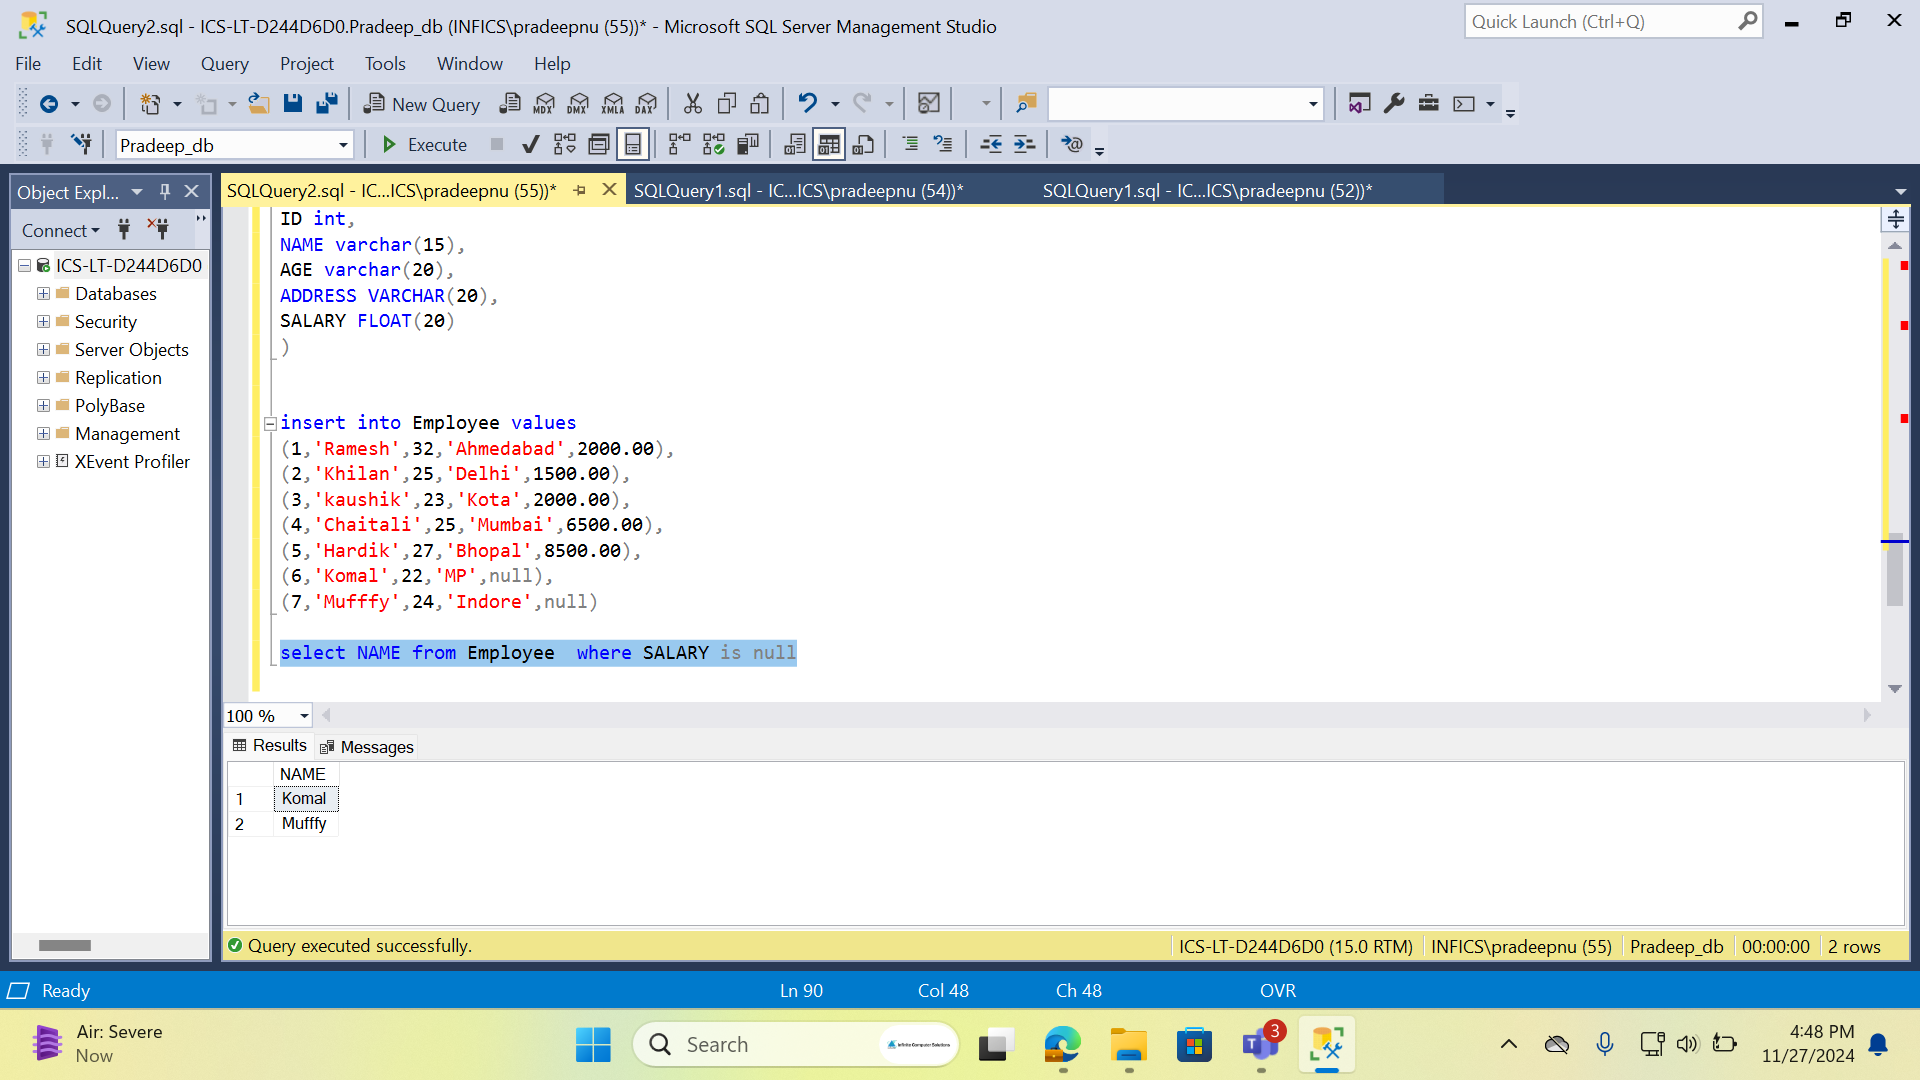 SQLQuery2.sql - ICS-LT-D244D6D0.Pradeep_db (INFICS\pradeepnu (55))* - Microsoft SQL Server Management Studio
Quick Launch (Ctrl+Q)
File Edit View Query Project Tools Window Help
New Query MDX DMX XMLA DAX
Pradeep_db Execute
Object Expl...
SQLQuery2.sql - IC...ICS\pradeepnu (55))* SQLQuery1.sql - IC...ICS\pradeepnu (54))* SQLQuery1.sql - IC...ICS\pradeepnu (52))*
Connect
ICS-LT-D244D6D0
Databases
Security
Server Objects
Replication
PolyBase
Management
XEvent Profiler
ID int,
NAME varchar(15),
AGE varchar(20),
ADDRESS VARCHAR(20),
SALARY FLOAT(20)
)
insert into Employee values
(1,'Ramesh',32,'Ahmedabad',2000.00),
(2,'Khilan',25,'Delhi',1500.00),
(3,'kaushik',23,'Kota',2000.00),
(4,'Chaitali',25,'Mumbai',6500.00),
(5,'Hardik',27,'Bhopal',8500.00),
(6,'Komal',22,'MP',null),
(7,'Mufffy',24,'Indore',null)
select NAME from Employee  where SALARY is null
100 %
Results Messages
NAME
1 Komal
2 Mufffy
Query executed successfully. ICS-LT-D244D6D0 (15.0 RTM) INFICS\pradeepnu (55) Pradeep_db 00:00:00 2 rows
Ready Ln 90 Col 48 Ch 48 OVR
Air: Severe
Now
Search
Infinite Computer Solutions
3
4:48 PM
11/27/2024